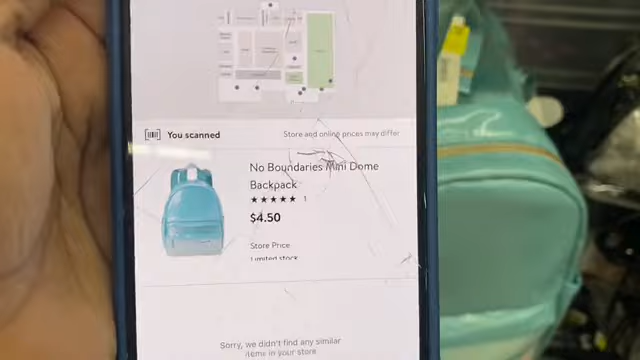 You scanned
Store and online prices may differ
No Boundaries Mini Dome
Backpack
★★★★★ 1
$4.50
Store Price
Limited stock
Sorry, we didn't find any similar
items in your store